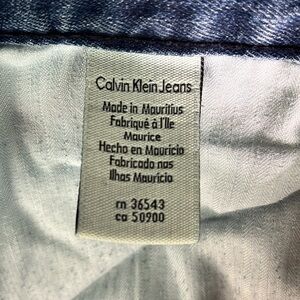 Calvin Klein Jeans
Made in Mauritius
Fabriqué à l'Ile
Maurice
Hecho en Mauricio
Fabricado nas
Ilhas Maurício
rn 36543
ca 50900